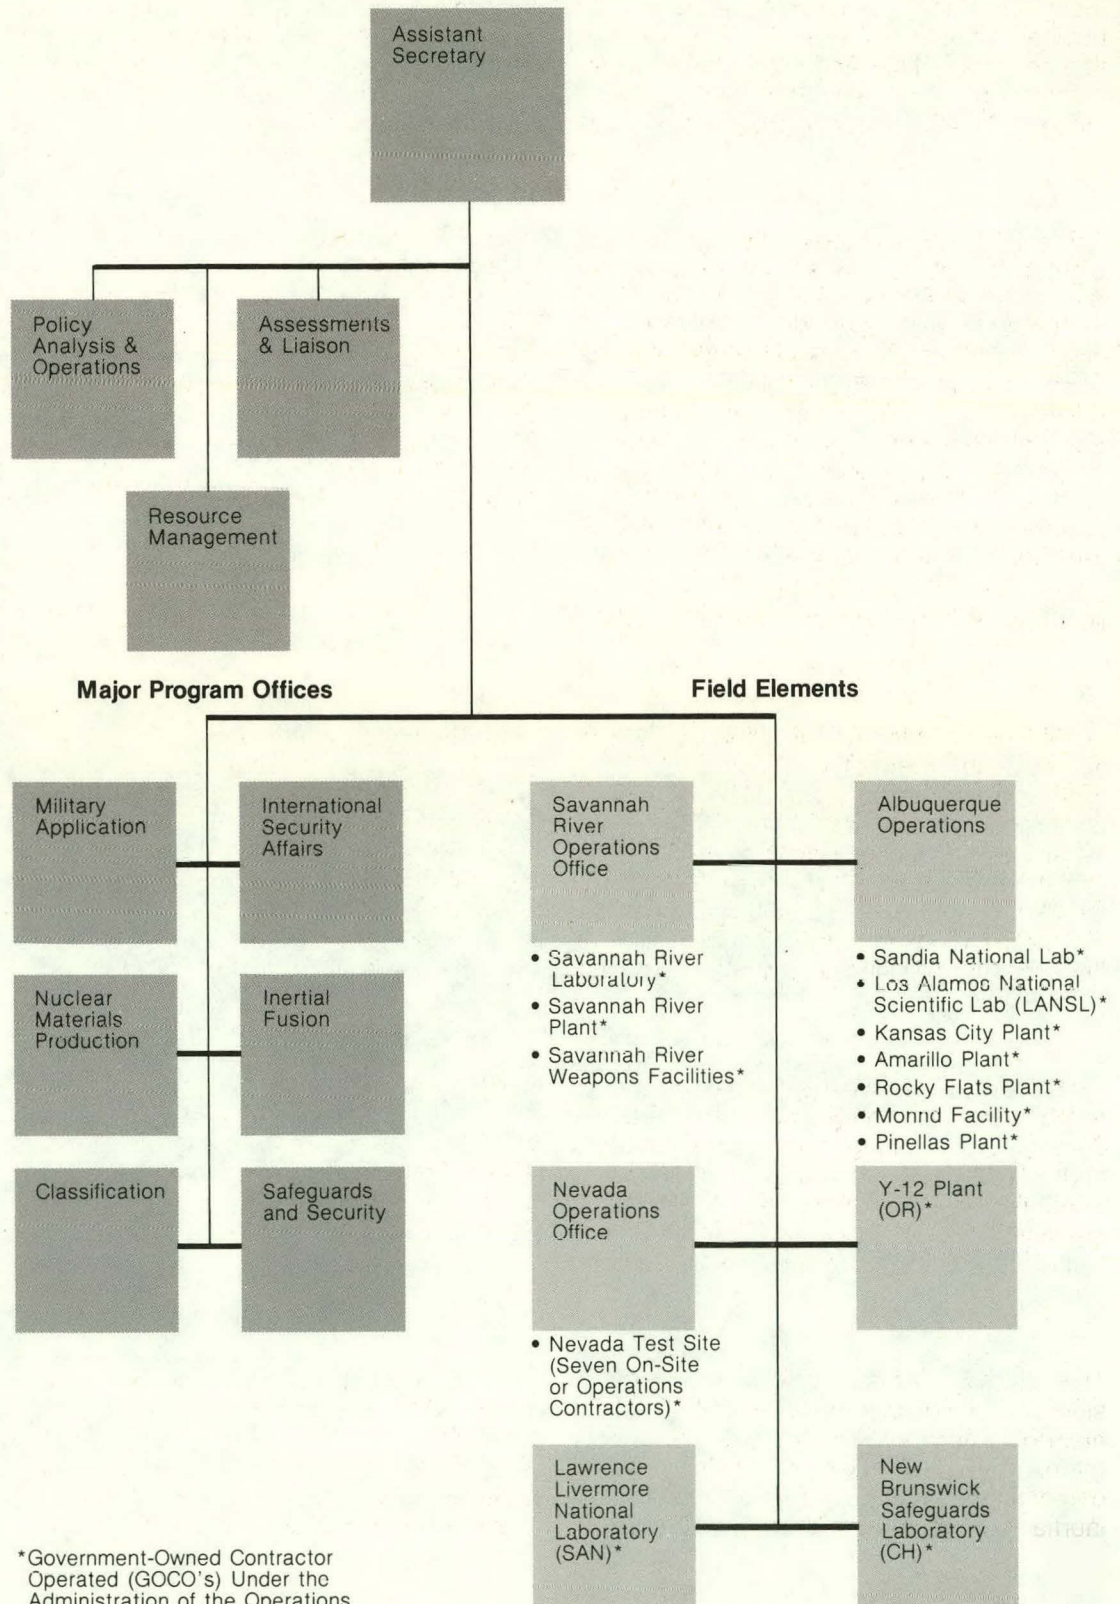 Assistant
Secretary
Policy
Analysis &
Operations
Assessments
& Liaison
Resource
Management
Major Program Offices
Field Elements
Military
Application
International
Security
Affairs
Nuclear
Materials
Production
Inertial
Fusion
Classification
Safeguards
and Security
Savannah
River
Operations
Office
• Savannah River
Laboratory*
• Savannah River
Plant*
• Savannah River
Weapons Facilities*
Albuquerque
Operations
• Sandia National Lab*
• Los Alamos National
Scientific Lab (LANSL)*
• Kansas City Plant*
• Amarillo Plant*
• Rocky Flats Plant*
• Monnd Facility*
• Pinellas Plant*
Nevada
Operations
Office
• Nevada Test Site
(Seven On-Site
or Operations
Contractors)*
Y-12 Plant
(OR)*
Lawrence
Livermore
National
Laboratory
(SAN)*
New
Brunswick
Safeguards
Laboratory
(CH)*
*Government-Owned Contractor
Operated (GOCO's) Under the
Administration of the Operations